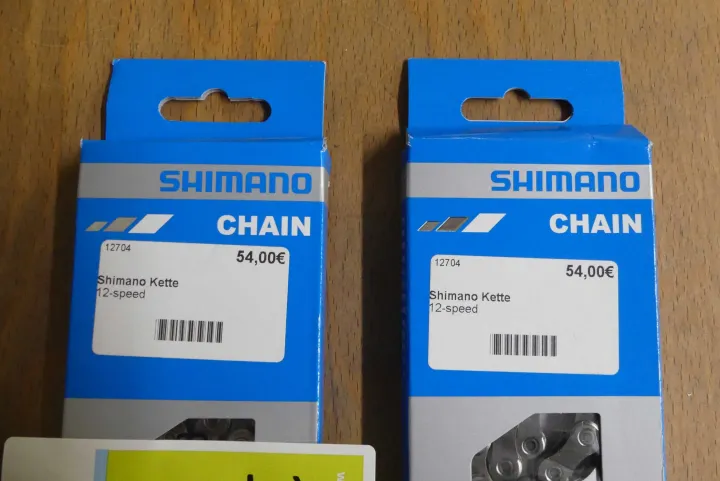 SHIMANO
CHAIN
12704
54,00€
Shimano Kette
12-speed
SHIMANO
CHAIN
12704
54,00€
Shimano Kette
12-speed